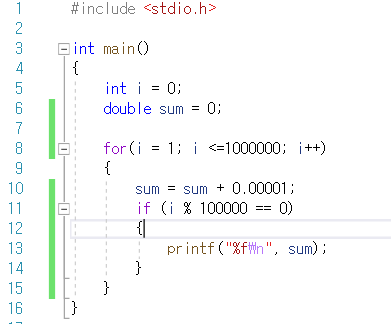 1 #include <stdio.h>
2
3 int main()
4 {
5 int i = 0;
6 double sum = 0;
7
8 for(i = 1; i <=1000000; i++)
9 {
10 sum = sum + 0.00001;
11 if (i % 100000 == 0)
12 {
13 printf("%f₩n", sum);
14 }
15 }
16 }